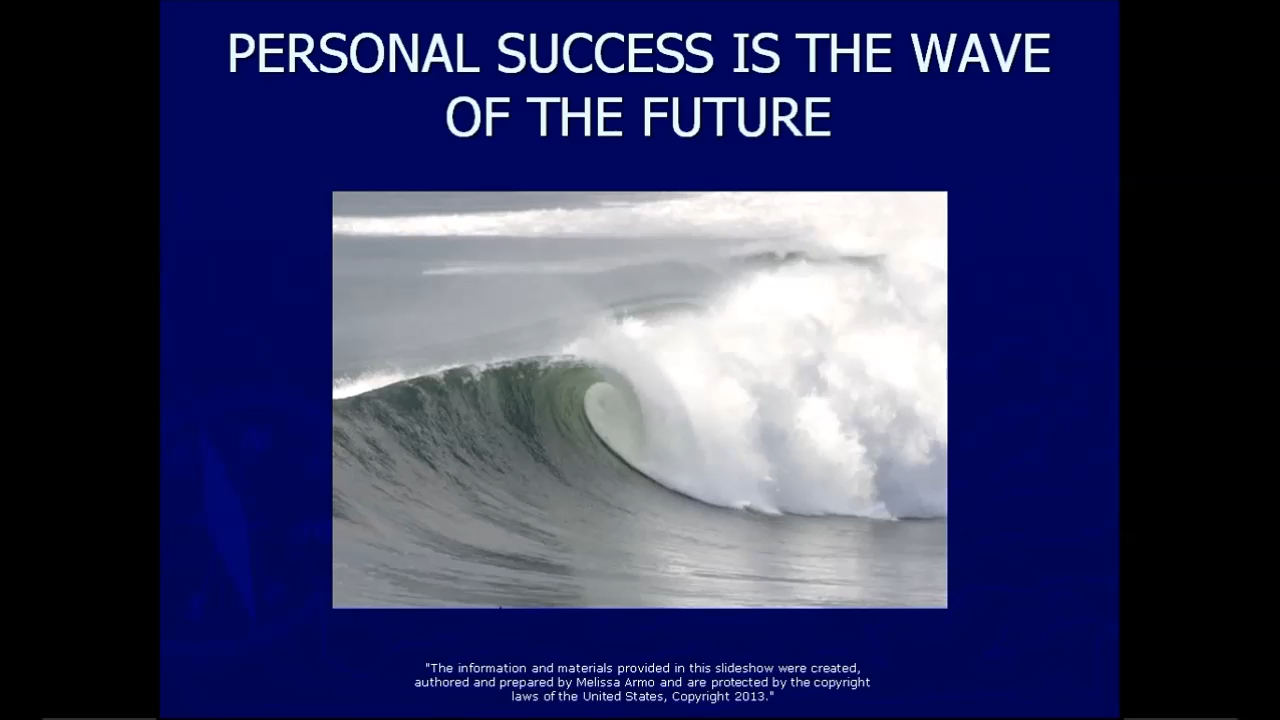 PERSONAL SUCCESS IS THE WAVE
OF THE FUTURE
"The information and materials provided in this slideshow were created,
authored and prepared by Melissa Armo and are protected by the copyright
laws of the United States, Copyright 2013."